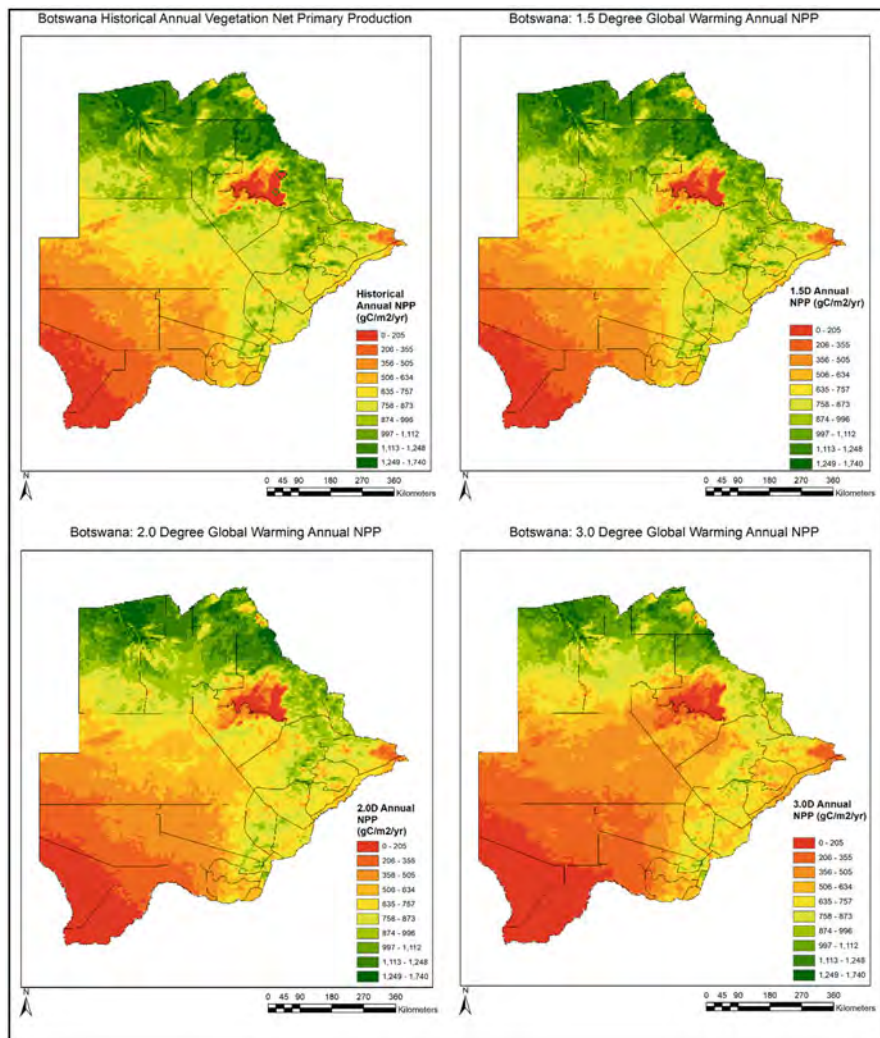 Botswana Historical Annual Vegetation Net Primary Production
Historical
Annual NPP
(gC/m2/yr)
0 - 205
206 - 355
356 - 505
506 - 634
635 - 757
758 - 873
874 - 996
997 - 1,112
1,113 - 1,248
1,249 - 1,740
N
0 45 90 180 270 360
Kilometers
Botswana: 1.5 Degree Global Warming Annual NPP
1.5D Annual
NPP (gC/m2/yr)
0 - 205
206 - 355
356 - 505
506 - 634
635 - 757
758 - 873
874 - 996
997 - 1,112
1,113 - 1,248
1,249 - 1,740
N
0 45 90 180 270 360
Kilometers
Botswana: 2.0 Degree Global Warming Annual NPP
2.0D Annual
NPP
(gC/m2/yr)
0 - 205
206 - 355
356 - 505
506 - 634
635 - 757
758 - 873
874 - 996
997 - 1,112
1,113 - 1,248
1,249 - 1,740
N
0 45 90 180 270 360
Kilometers
Botswana: 3.0 Degree Global Warming Annual NPP
3.0D Annual
NPP (gC/m2/yr)
0 - 205
206 - 355
356 - 505
506 - 634
635 - 757
758 - 873
874 - 996
997 - 1,112
1,113 - 1,248
1,249 - 1,740
N
0 45 90 180 270 360
Kilometers